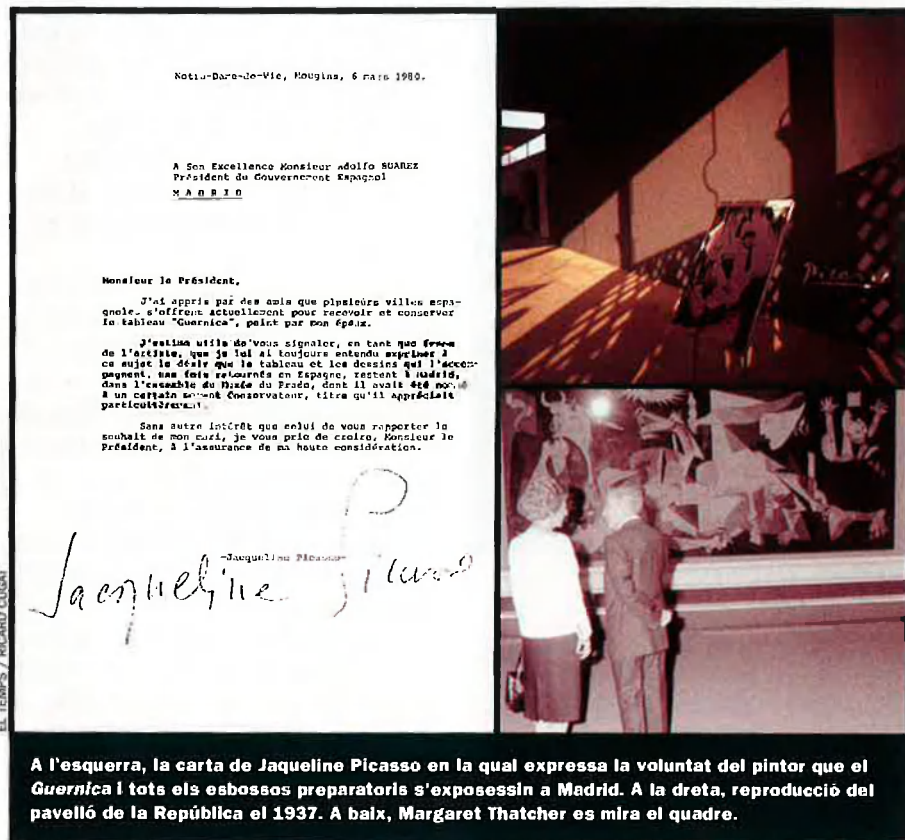 Notre-Dame-de-Vie, Mougins, 6 mars 1980.
A Son Excellence Monsieur Adolfo SUAREZ
Président du Gouvernement Espagnol
MADRID
Monsieur le Président,
J'ai appris par des amis que plusieurs villes espa-
gnoles s'offrent actuellement pour recevoir et conserver
le tableau "Guernica", peint par mon époux.
J'estime utile de vous signaler, en tant que femme
de l'artiste, que je lui ai toujours entendu exprimer à
ce sujet le désir que le tableau et les dessins qui l'accom-
pagnent, une fois retournés en Espagne, restent à Madrid,
dans l'ensemble du Musée du Prado, dont il avait été nommé
à un certain moment Conservateur, titre qu'il appréciait
particulièrement.
Sans autre intérêt que celui de vous rapporter le
souhait de mon mari, je vous prie de croire, Monsieur le
Président, à l'assurance de ma haute considération.
-Jacqueline Picasso-
Jacqueline Picasso
Picasso
EL TEMPS / RICARD CUGAT
A l'esquerra, la carta de Jaqueline Picasso en la qual expressa la voluntat del pintor que el
Guernica i tots els esbossos preparatoris s'exposessin a Madrid. A la dreta, reproducció del
pavelló de la República el 1937. A baix, Margaret Thatcher es mira el quadre.